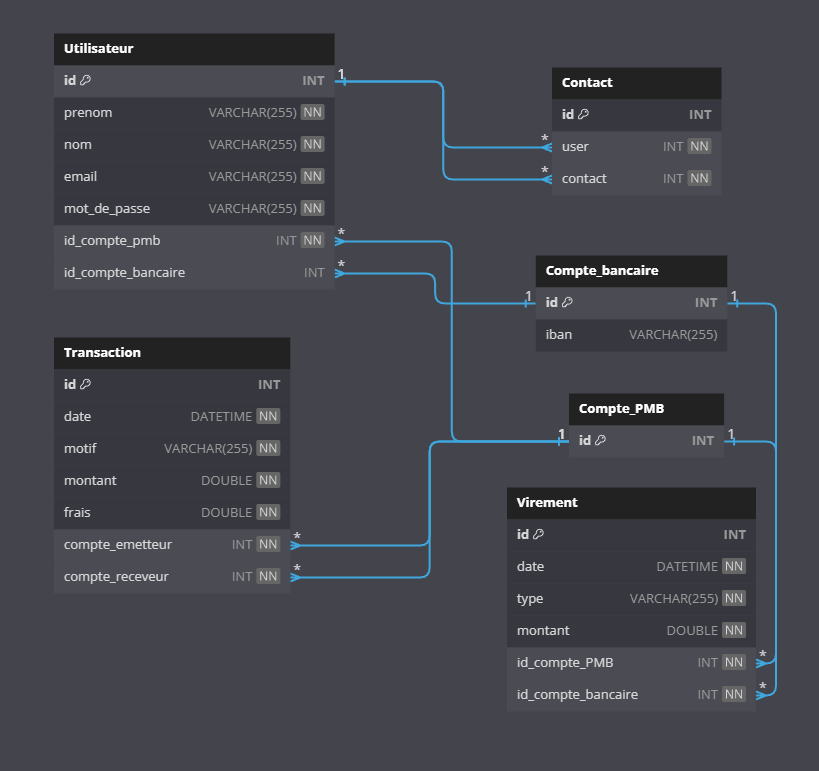 Utilisateur
id INT
prenom VARCHAR(255) NN
nom VARCHAR(255) NN
email VARCHAR(255) NN
mot_de_passe VARCHAR(255) NN
id_compte_pmb INT NN
id_compte_bancaire INT
1
*
*
Contact
id INT
user INT NN
contact INT NN
*
*
Compte_bancaire
id INT
iban VARCHAR(255)
1
1
Transaction
id INT
date DATETIME NN
motif VARCHAR(255) NN
montant DOUBLE NN
frais DOUBLE NN
compte_emetteur INT NN
compte_receveur INT NN
*
*
Compte_PMB
id INT
1
1
Virement
id INT
date DATETIME NN
type VARCHAR(255) NN
montant DOUBLE NN
id_compte_PMB INT NN
id_compte_bancaire INT NN
*
*